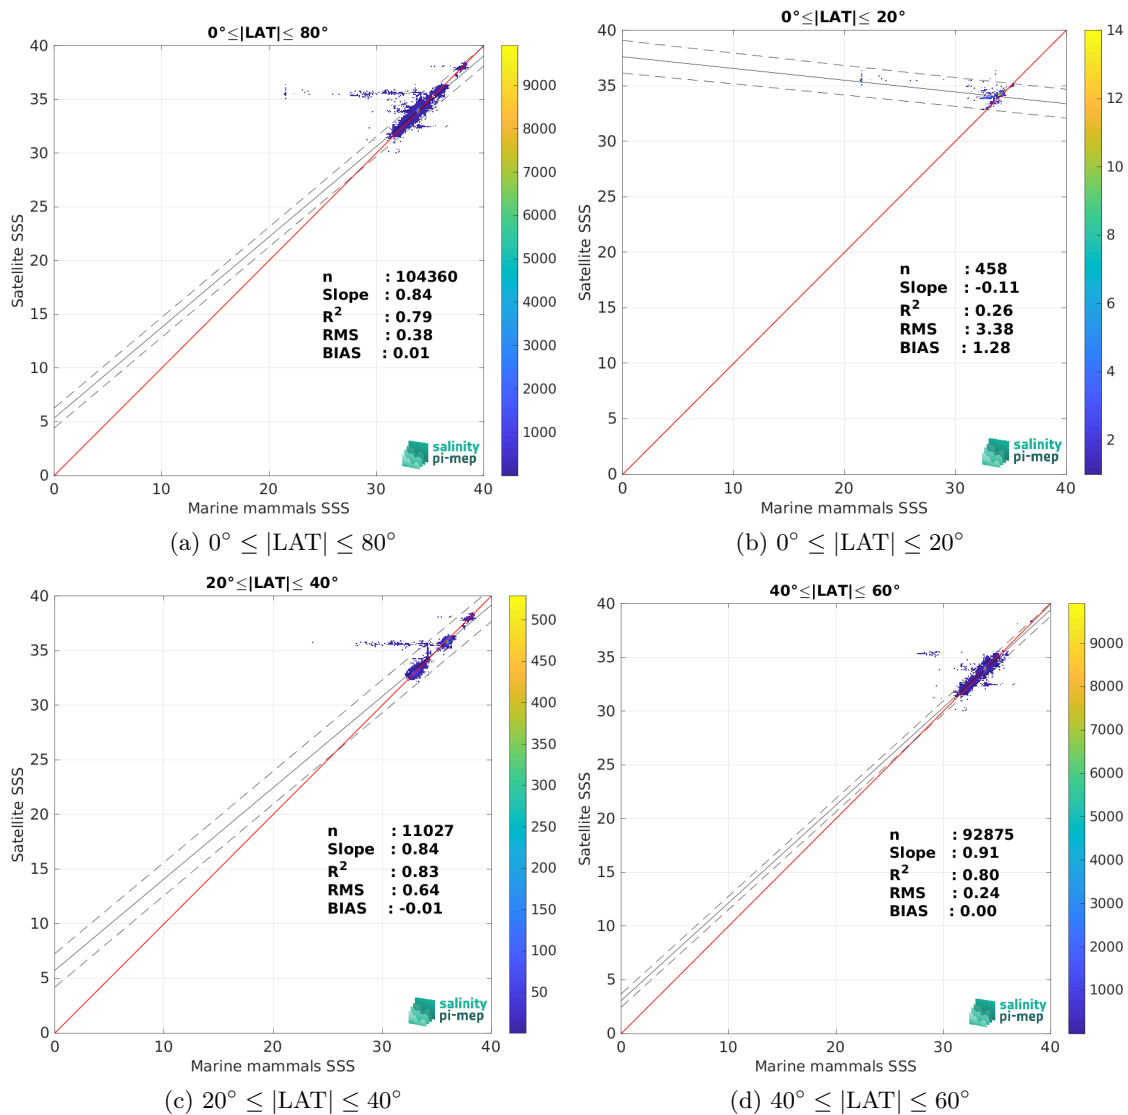 0°≤|LAT|≤ 80°
40
35
30
25
20
15
10
5
0
0
10
20
30
40
Satellite SSS
Marine mammals SSS
n : 104360
Slope : 0.84
R² : 0.79
RMS : 0.38
BIAS : 0.01
salinity
pi-mep
9000
8000
7000
6000
5000
4000
3000
2000
1000
(a) 0° ≤ |LAT| ≤ 80°
0°≤|LAT|≤ 20°
40
35
30
25
20
15
10
5
0
0
10
20
30
40
Satellite SSS
Marine mammals SSS
n : 458
Slope : -0.11
R² : 0.26
RMS : 3.38
BIAS : 1.28
salinity
pi-mep
14
12
10
8
6
4
2
(b) 0° ≤ |LAT| ≤ 20°
20°≤|LAT|≤ 40°
40
35
30
25
20
15
10
5
0
0
10
20
30
40
Satellite SSS
Marine mammals SSS
n : 11027
Slope : 0.84
R² : 0.83
RMS : 0.64
BIAS : -0.01
salinity
pi-mep
500
450
400
350
300
250
200
150
100
50
(c) 20° ≤ |LAT| ≤ 40°
40°≤|LAT|≤ 60°
40
35
30
25
20
15
10
5
0
0
10
20
30
40
Satellite SSS
Marine mammals SSS
n : 92875
Slope : 0.91
R² : 0.80
RMS : 0.24
BIAS : 0.00
salinity
pi-mep
9000
8000
7000
6000
5000
4000
3000
2000
1000
(d) 40° ≤ |LAT| ≤ 60°